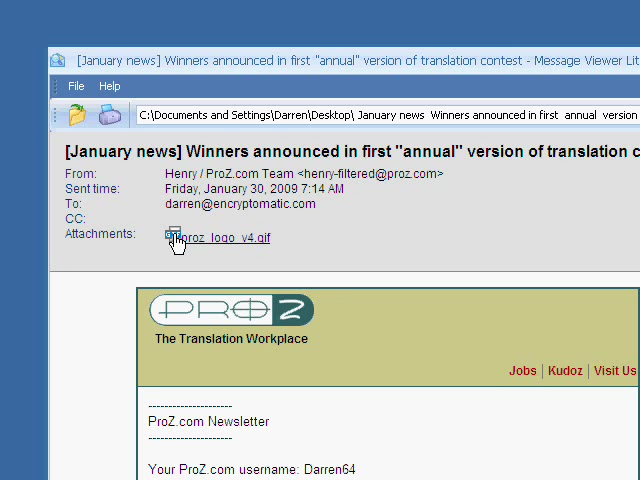 [January news] Winners announced in first "annual" version of translation contest - Message Viewer Lit
File Help
C:\Documents and Settings\Darren\Desktop\ January news  Winners announced in first  annual  version
[January news] Winners announced in first "annual" version of translation c
From: Henry / ProZ.com Team <henry-filtered@proz.com>
Sent time: Friday, January 30, 2009 7:14 AM
To: darren@encryptomatic.com
CC:
Attachments: proz_logo_v4.gif
PROZ
The Translation Workplace
Jobs | Kudoz | Visit Us
---------------------
ProZ.com Newsletter
---------------------
Your ProZ.com username: Darren64